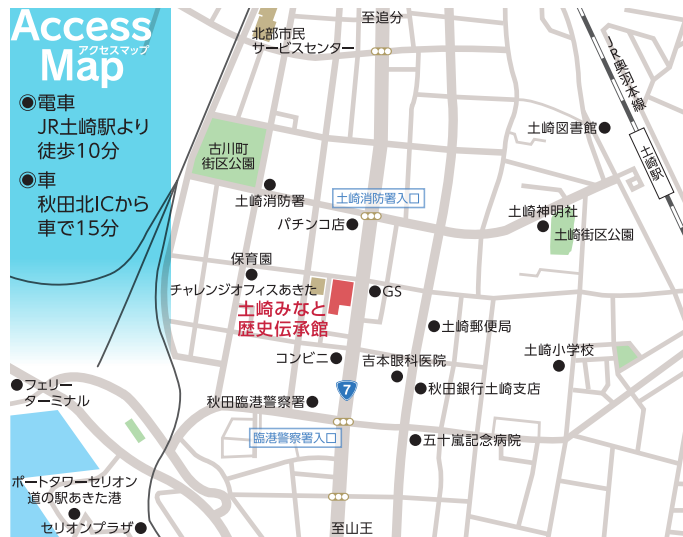 Access
アクセスマップ
Map
◉電車
JR土崎駅より
徒歩10分
◉車
秋田北ICから
車で15分
至追分
北部市民
サービスセンター
JR奥羽本線
土崎図書館
土崎駅
古川町
街区公園
土崎消防署
土崎消防署入口
パチンコ店
土崎神明社
土崎街区公園
保育園
チャレンジオフィスあきた
GS
土崎みなと
歴史伝承館
土崎郵便局
コンビニ
吉本眼科医院
土崎小学校
フェリー
ターミナル
7
秋田銀行土崎支店
秋田臨港警察署
臨港警察署入口
五十嵐記念病院
ポートタワーセリオン
道の駅あきた港
セリオンプラザ
至山王